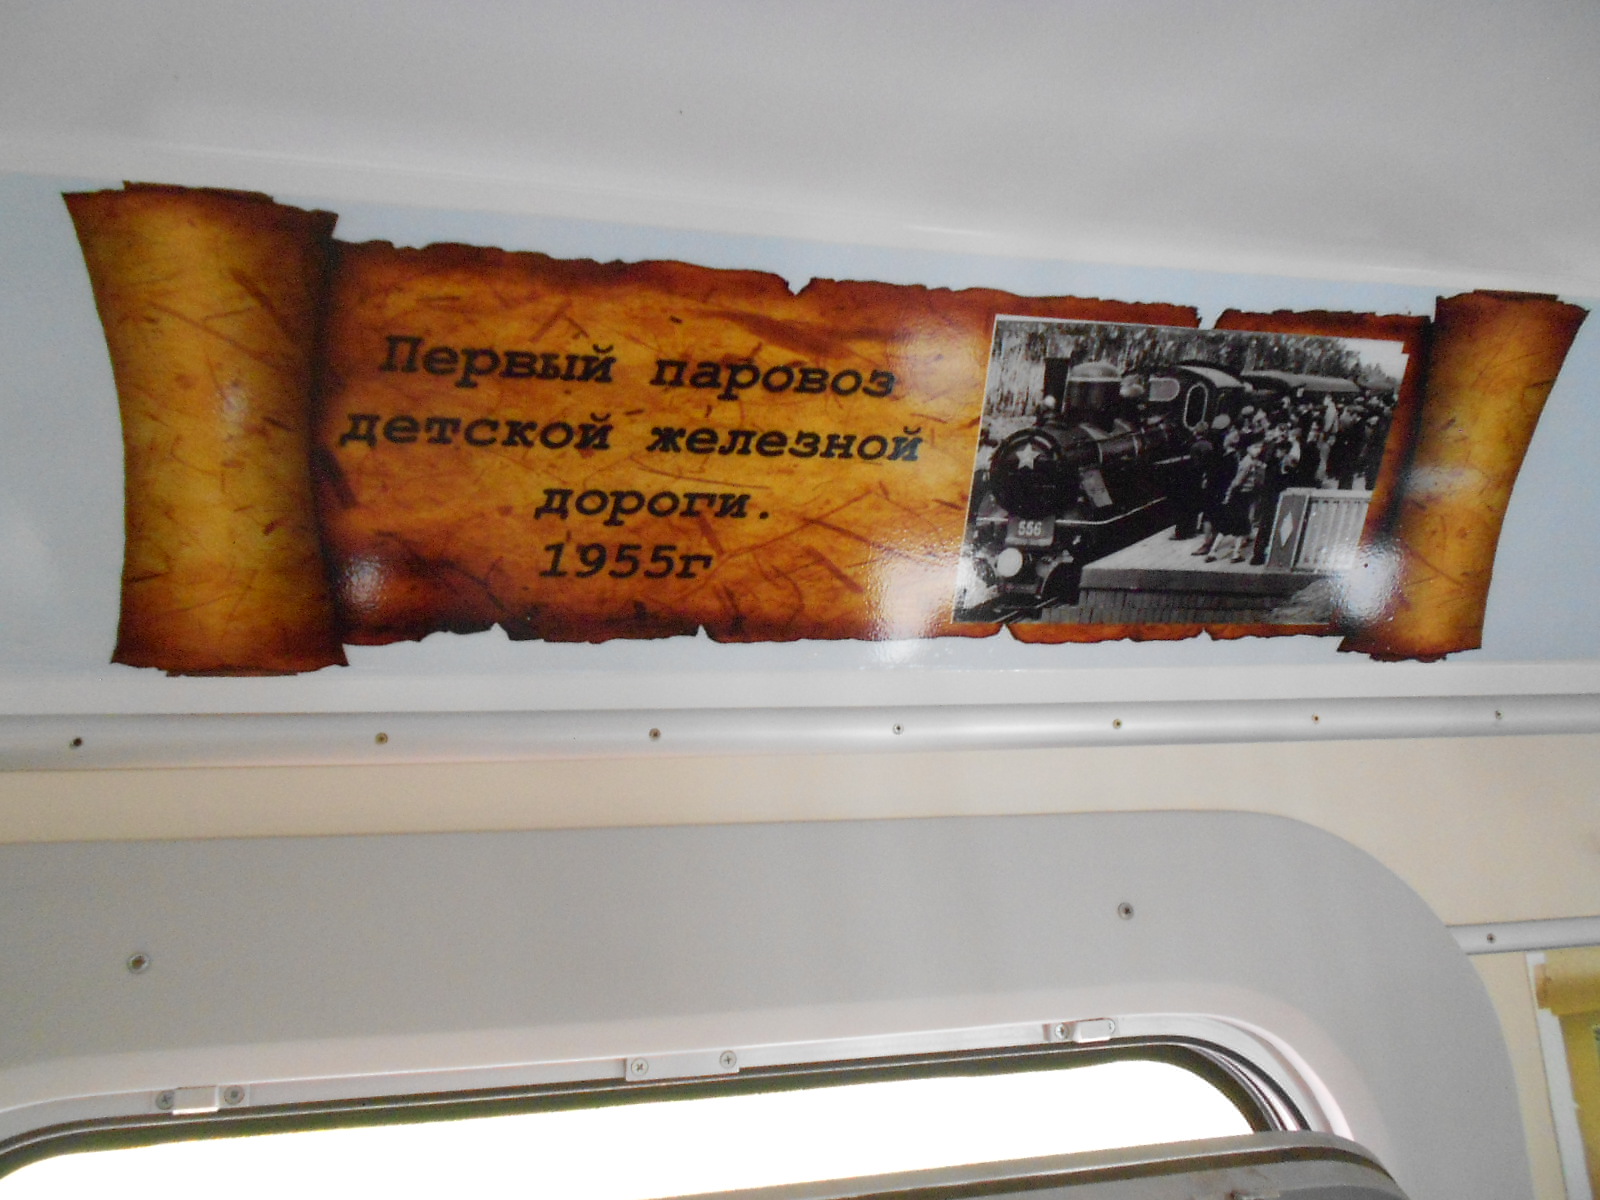 Первый паровоз
детской железной
дороги.
1955г
556